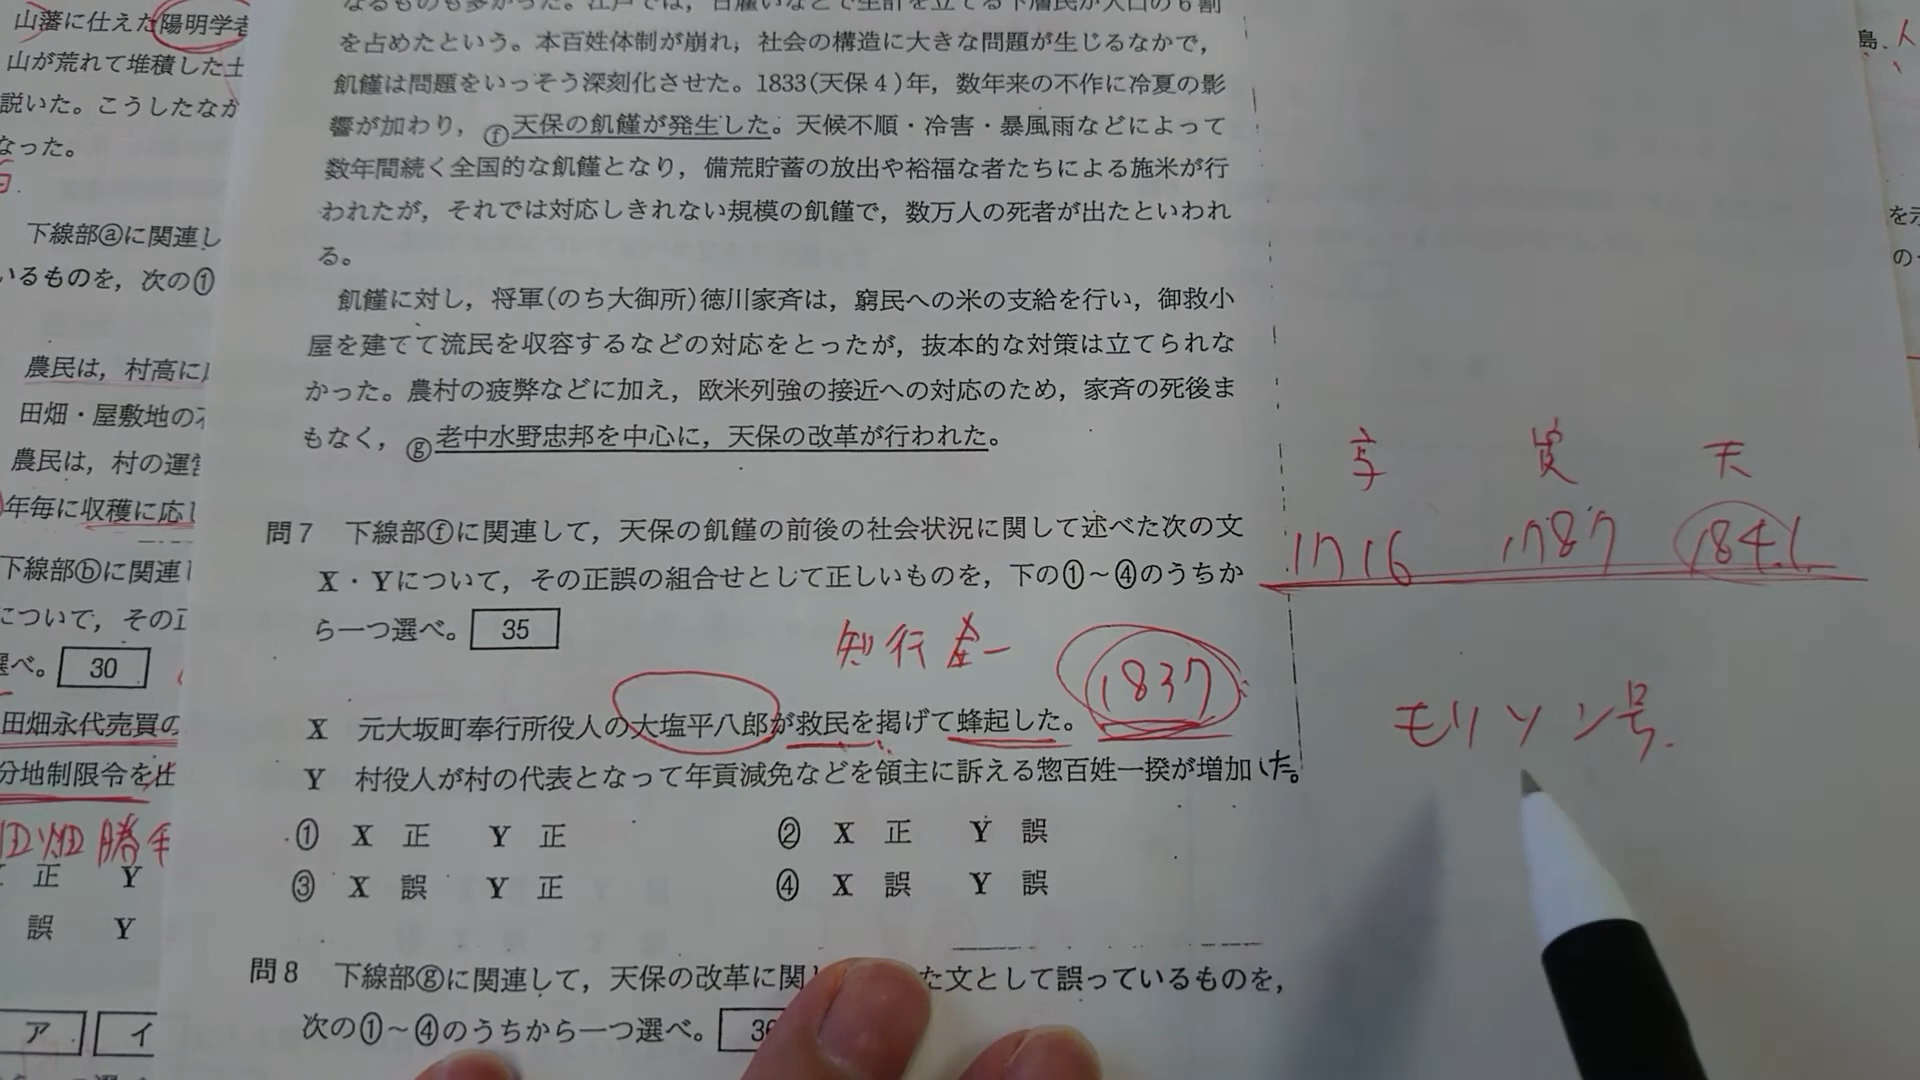 山藩に仕えた陽明学者
山が荒れて堆積した土
説いた。こうしたなか
なった。
下線部ⓐに関連し
いるものを，次の①
農民は，村高に
田畑・屋敷地の
農民は，村の運営
年毎に収穫に応じ
下線部ⓑに関連し
について，その正
選べ。 30
田畑永代売買の
分地制限令を出
田畑勝手
正 Y
誤 Y
ア イ
なるものも多かった。江戸では，日雇いなどで生計を立てる下層民が人口の6割
を占めたという。本百姓体制が崩れ，社会の構造に大きな問題が生じるなかで，
飢饉は問題をいっそう深刻化させた。1833(天保4)年，数年来の不作に冷夏の影
響が加わり，ⓕ天保の飢饉が発生した。天候不順・冷害・暴風雨などによって
数年間続く全国的な飢饉となり，備荒貯蓄の放出や裕福な者たちによる施米が行
われたが，それでは対応しきれない規模の飢饉で，数万人の死者が出たといわれ
る。
飢饉に対し，将軍(のち大御所)徳川家斉は，窮民への米の支給を行い，御救小
屋を建てて流民を収容するなどの対応をとったが，抜本的な対策は立てられな
かった。農村の疲弊などに加え，欧米列強の接近への対応のため，家斉の死後ま
もなく，ⓖ老中水野忠邦を中心に，天保の改革が行われた。
問7 下線部ⓕに関連して，天保の飢饉の前後の社会状況に関して述べた次の文
X・Yについて，その正誤の組合せとして正しいものを，下の①～④のうちか
ら一つ選べ。 35
知行合一
1837
X 元大坂町奉行所役人の大塩平八郎が救民を掲げて蜂起した。
Y 村役人が村の代表となって年貢減免などを領主に訴える惣百姓一揆が増加した。
① X 正 Y 正 ② X 正 Y 誤
③ X 誤 Y 正 ④ X 誤 Y 誤
問8 下線部ⓖに関連して，天保の改革に関し
た文として誤っているものを，
次の①～④のうちから一つ選べ。 36
享 寛 天
1716 1787 1841
モリソン号
島
人
を示
の